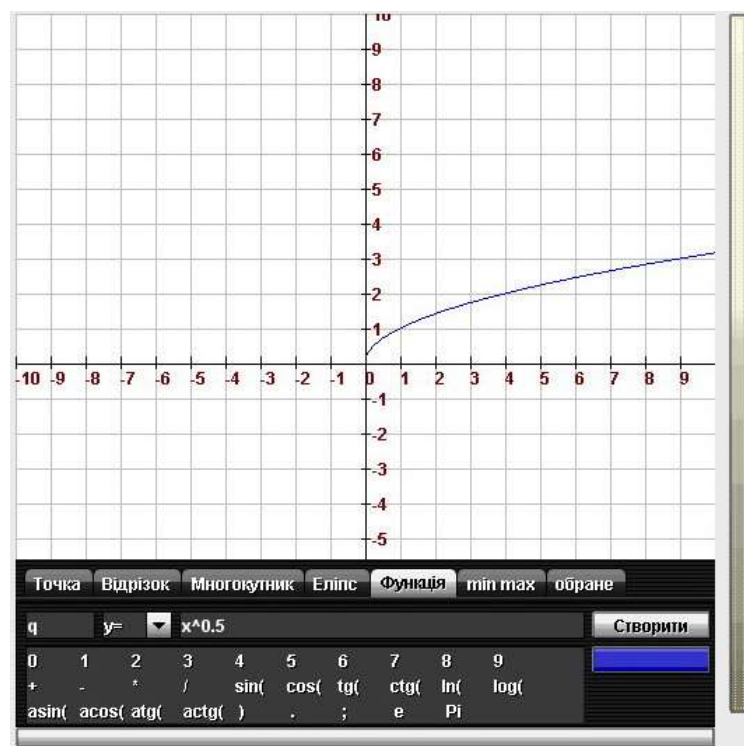 10
9
8
7
6
5
4
3
2
1
-10 -9 -8 -7 -6 -5 -4 -3 -2 -1 0 1 2 3 4 5 6 7 8 9
-1
-2
-3
-4
-5
Точка Відрізок Многокутник Еліпс Функція min max обране
q y= x^0.5 Створити
0 1 2 3 4 5 6 7 8 9
+ - * / sin( cos( tg( ctg( ln( log(
asin( acos( atg( actg( ) . ; e Pi